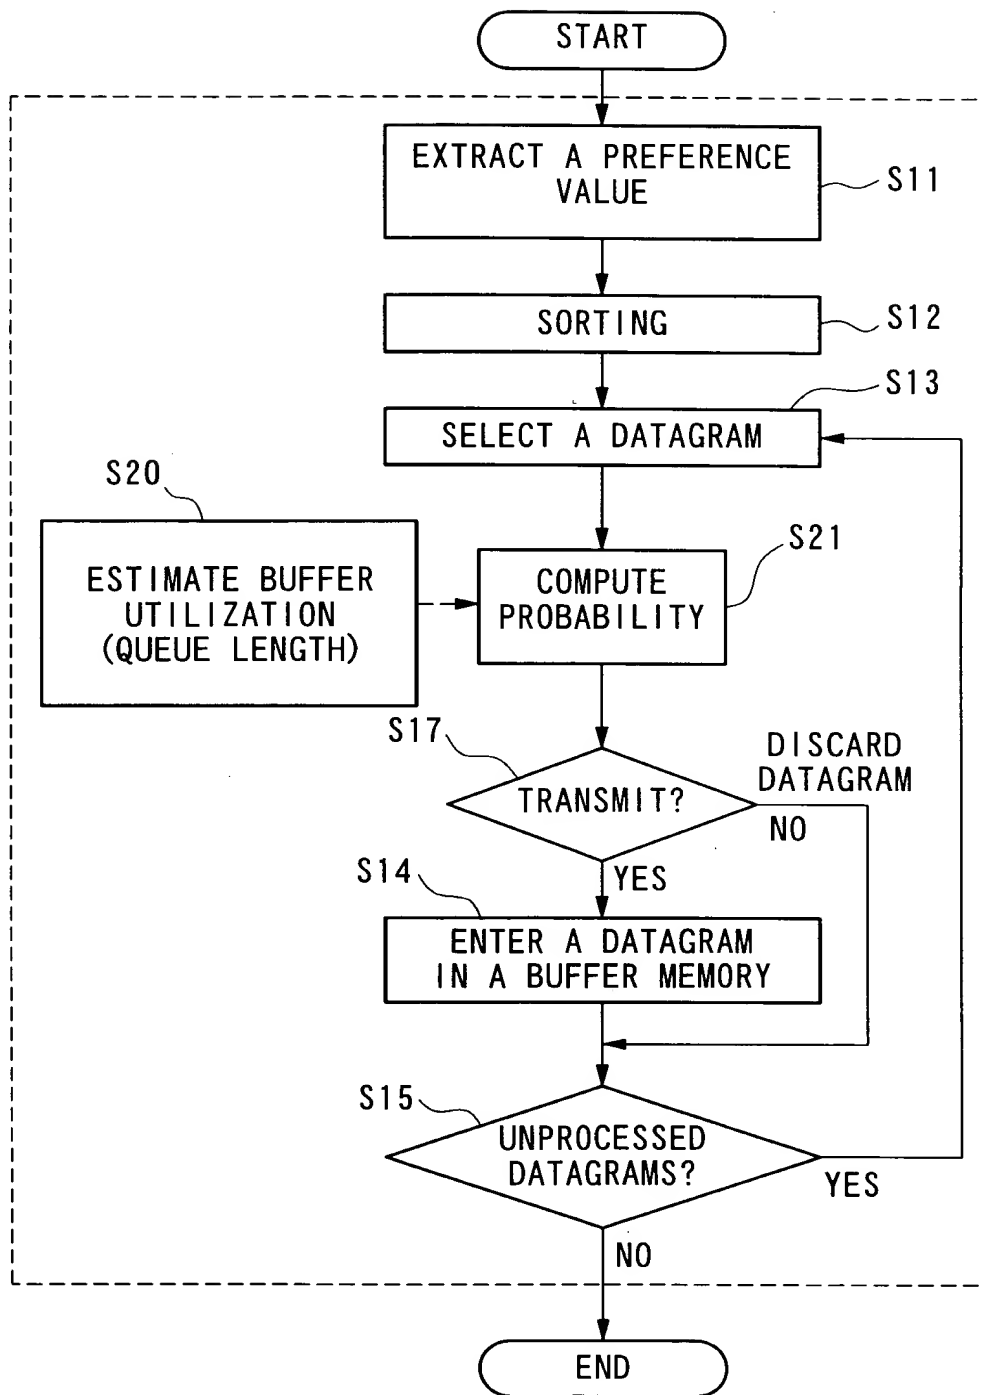 START
EXTRACT A PREFERENCE
VALUE
S11
SORTING
S12
S13
SELECT A DATAGRAM
S20
ESTIMATE BUFFER
UTILIZATION
(QUEUE LENGTH)
S21
COMPUTE
PROBABILITY
S17
TRANSMIT?
DISCARD
DATAGRAM
NO
YES
S14
ENTER A DATAGRAM
IN A BUFFER MEMORY
S15
UNPROCESSED
DATAGRAMS?
YES
NO
END